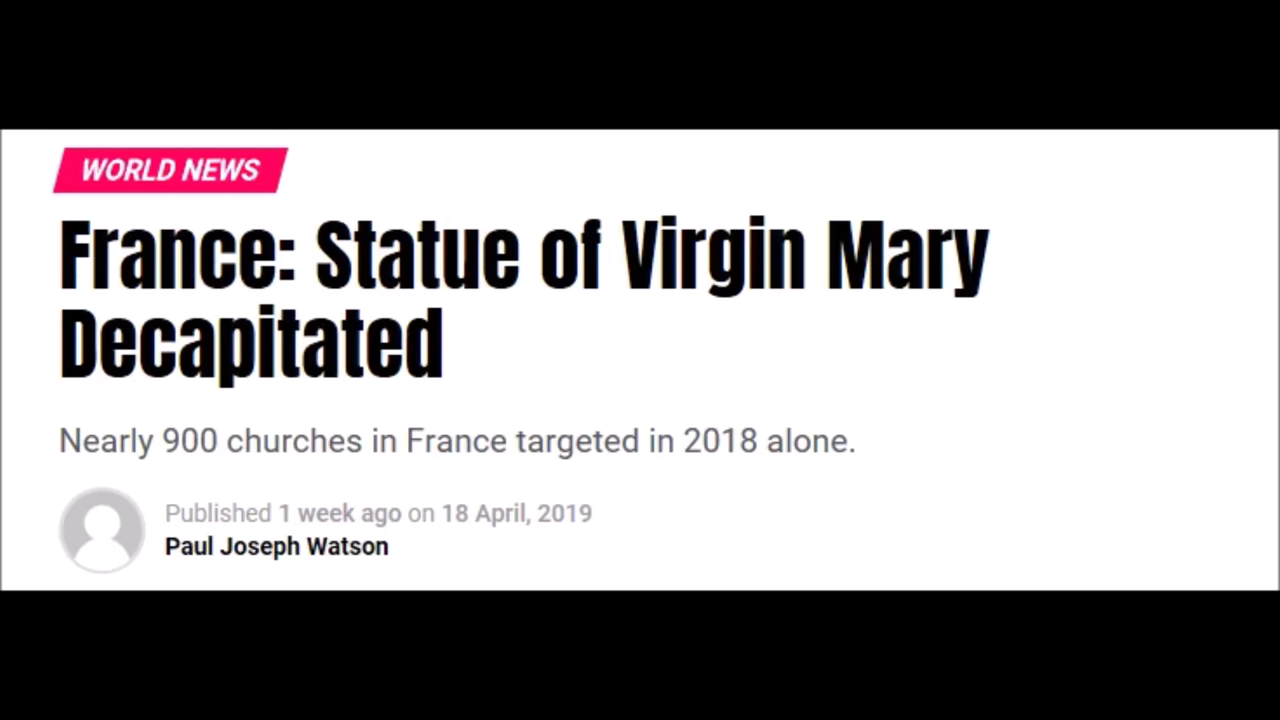 WORLD NEWS
France: Statue of Virgin Mary
Decapitated
Nearly 900 churches in France targeted in 2018 alone.
Published 1 week ago on 18 April, 2019
Paul Joseph Watson